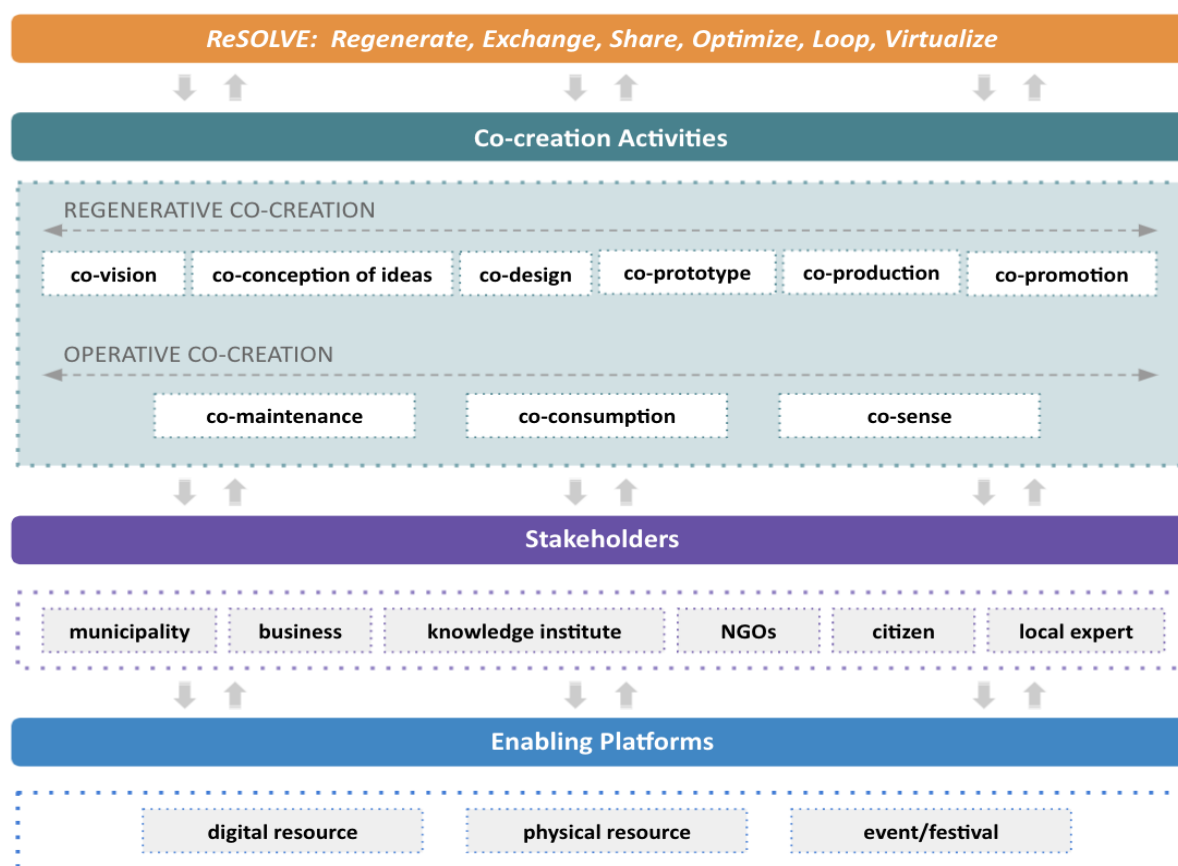 ReSOLVE: Regenerate, Exchange, Share, Optimize, Loop, Virtualize
Co-creation Activities
REGENERATIVE CO-CREATION
co-vision co-conception of ideas co-design co-prototype co-production co-promotion
OPERATIVE CO-CREATION
co-maintenance co-consumption co-sense
Stakeholders
municipality business knowledge institute NGOs citizen local expert
Enabling Platforms
digital resource physical resource event/festival